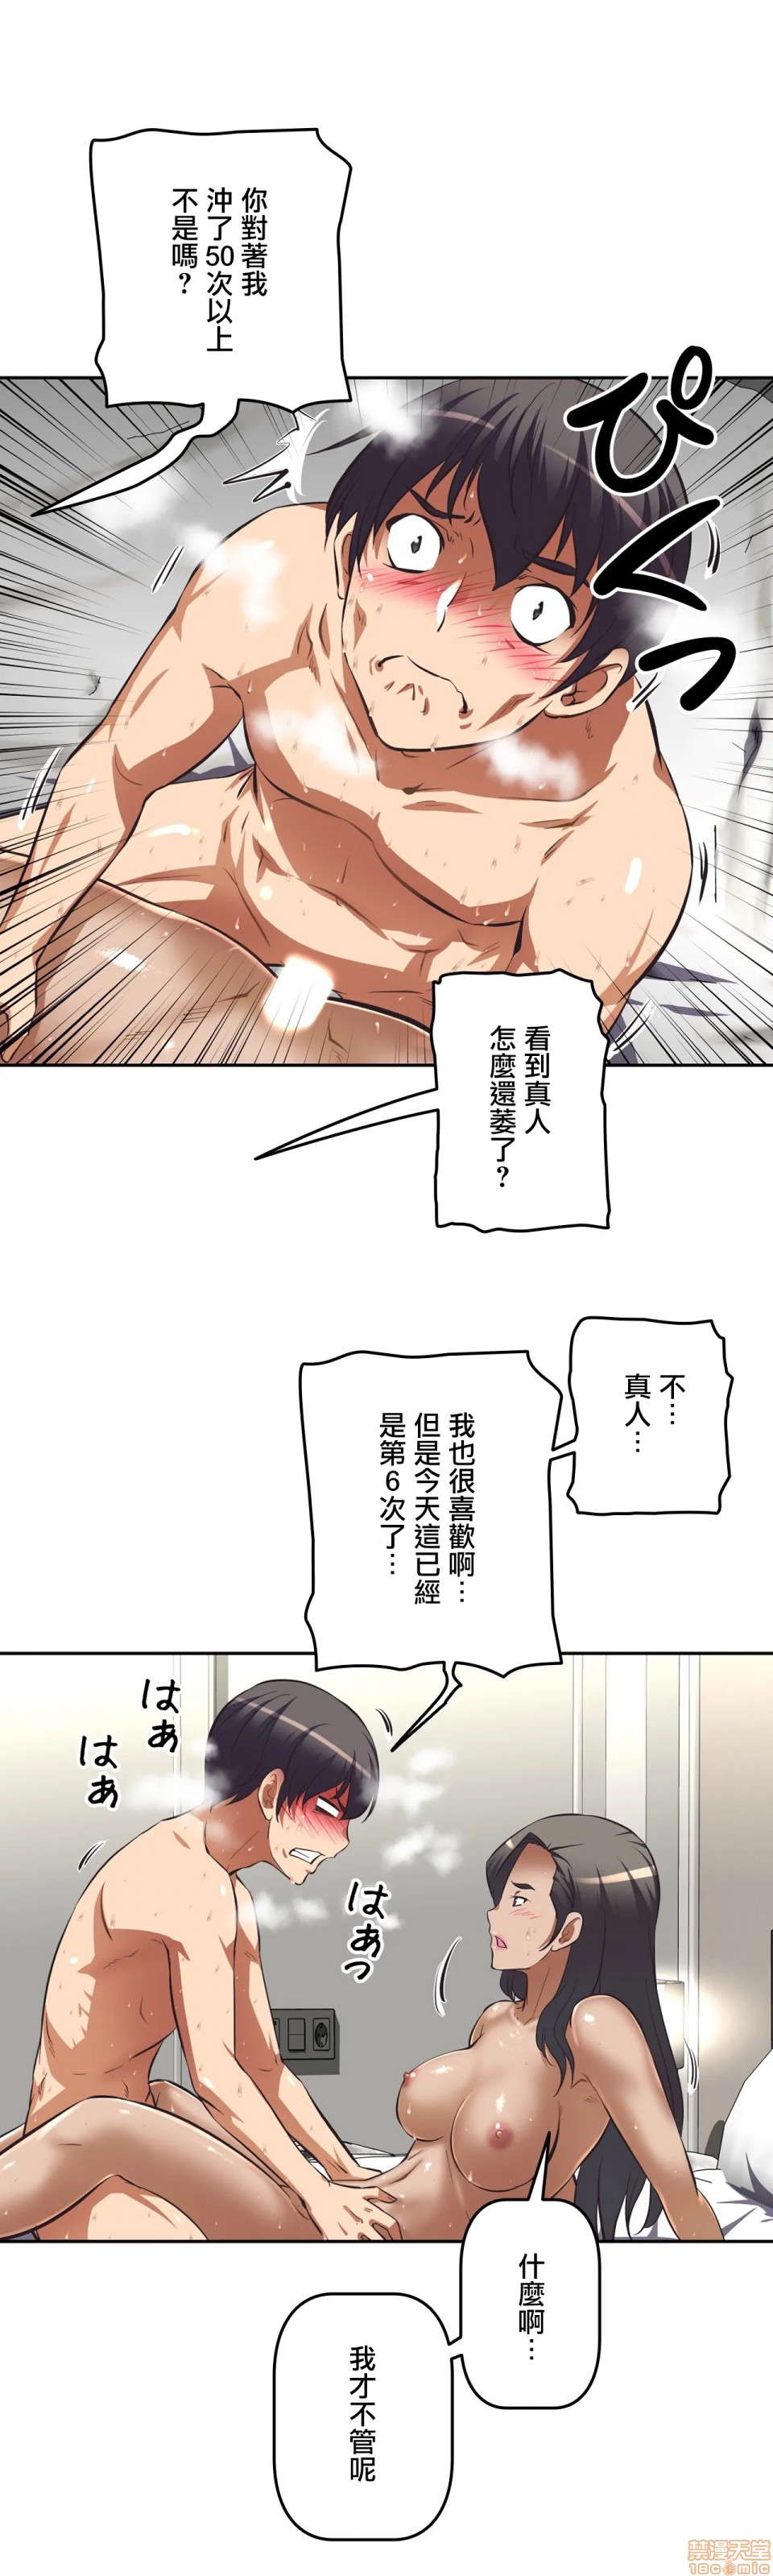 你對著我
沖了50次以上
不是嗎?
ぴくっ
看到真人
怎麼還萎了?
不…
真人…
我也很喜歡啊…
但是今天這已經
是第6次了…
はぁ
はぁ
はぁっ
什麼啊…
我才不管呢
禁漫天堂
18comic